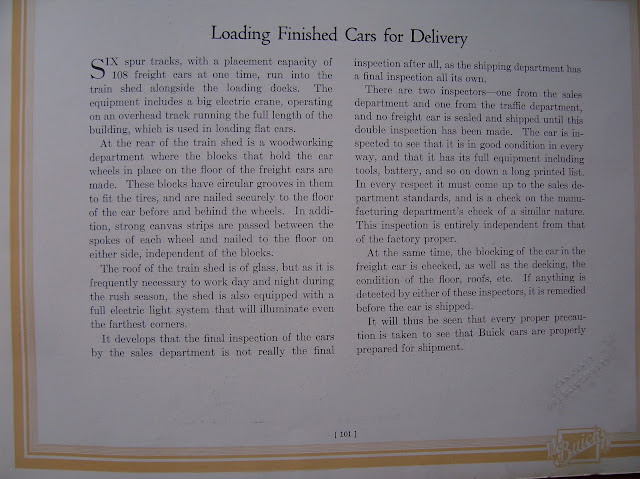 Loading Finished Cars for Delivery
SIX spur tracks, with a placement capacity of
108 freight cars at one time, run into the
train shed alongside the loading docks. The
equipment includes a big electric crane, operating
on an overhead track running the full length of the
building, which is used in loading flat cars.
At the rear of the train shed is a woodworking
department where the blocks that hold the car
wheels in place on the floor of the freight cars are
made. These blocks have circular grooves in them
to fit the tires, and are nailed securely to the floor
of the car before and behind the wheels. In addi-
tion, strong canvas strips are passed between the
spokes of each wheel and nailed to the floor on
either side, independent of the blocks.
The roof of the train shed is of glass, but as it is
frequently necessary to work day and night during
the rush season, the shed is also equipped with a
full electric light system that will illuminate even
the farthest corners.
It develops that the final inspection of the cars
by the sales department is not really the final
inspection after all, as the shipping department has
a final inspection all its own.
There are two inspectors—one from the sales
department and one from the traffic department,
and no freight car is sealed and shipped until this
double inspection has been made. The car is in-
spected to see that it is in good condition in every
way, and that it has its full equipment including
tools, battery, and so on down a long printed list.
In every respect it must come up to the sales de-
partment standards, and is a check on the manu-
facturing department's check of a similar nature.
This inspection is entirely independent from that
of the factory proper.
At the same time, the blocking of the car in the
freight car is checked, as well as the decking, the
condition of the floor, roofs, etc. If anything is
detected by either of these inspectors, it is remedied
before the car is shipped.
It will thus be seen that every proper precau-
tion is taken to see that Buick cars are properly
prepared for shipment.
[ 101 ]
Buick